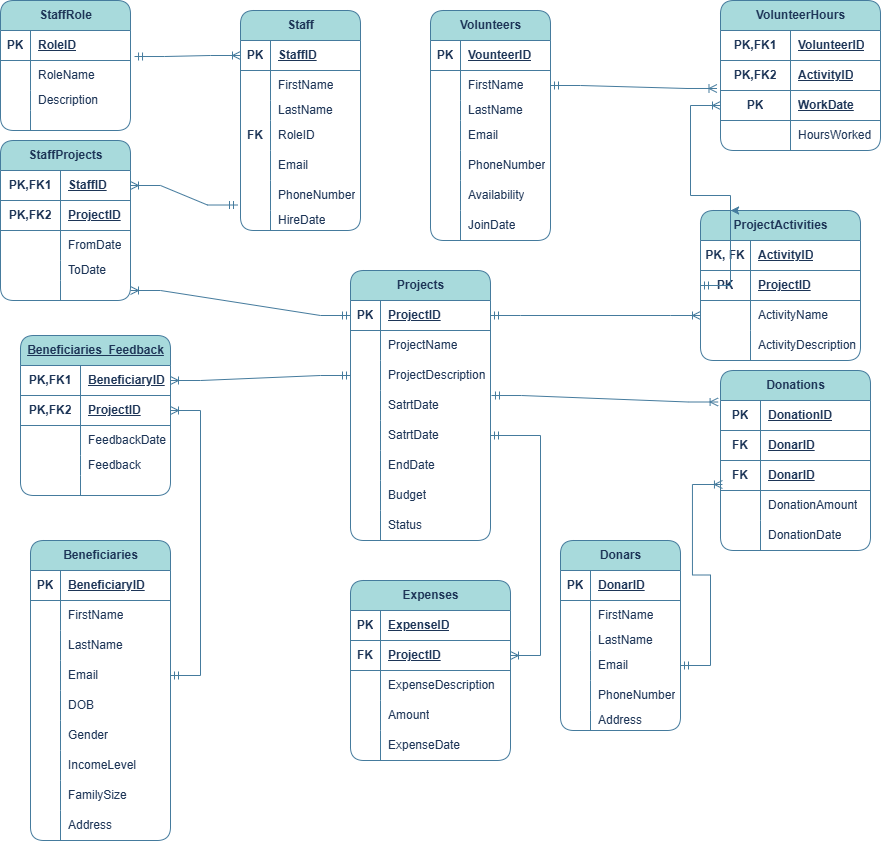 StaffRole
PK RoleID
RoleName
Description
Staff
PK StaffID
FirstName
LastName
FK RoleID
Email
PhoneNumber
HireDate
Volunteers
PK VounteerID
FirstName
LastName
Email
PhoneNumber
Availability
JoinDate
VolunteerHours
PK,FK1 VolunteerID
PK,FK2 ActivityID
PK WorkDate
HoursWorked
StaffProjects
PK,FK1 StaffID
PK,FK2 ProjectID
FromDate
ToDate
ProjectActivities
PK, FK ActivityID
PK ProjectID
ActivityName
ActivityDescription
Projects
PK ProjectID
ProjectName
ProjectDescription
SatrtDate
SatrtDate
EndDate
Budget
Status
Beneficiaries_Feedback
PK,FK1 BeneficiaryID
PK,FK2 ProjectID
FeedbackDate
Feedback
Donations
PK DonationID
FK DonarID
FK DonarID
DonationAmount
DonationDate
Beneficiaries
PK BeneficiaryID
FirstName
LastName
Email
DOB
Gender
IncomeLevel
FamilySize
Address
Expenses
PK ExpenseID
FK ProjectID
ExpenseDescription
Amount
ExpenseDate
Donars
PK DonarID
FirstName
LastName
Email
PhoneNumber
Address